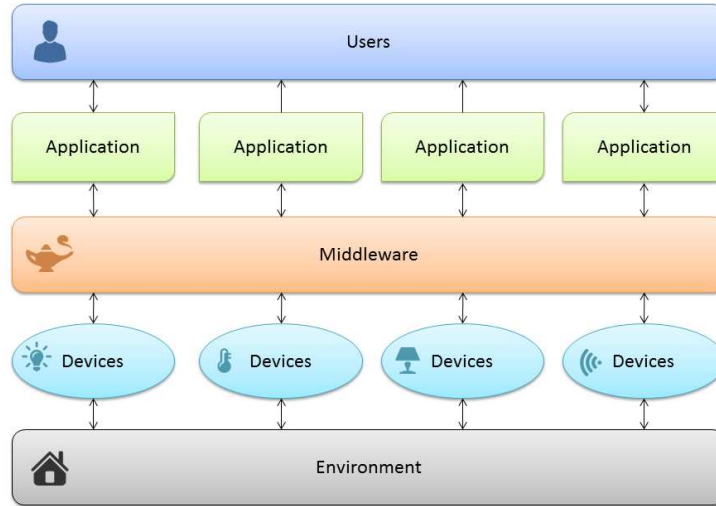 Users
Application Application Application Application
Middleware
Devices Devices Devices Devices
Environment